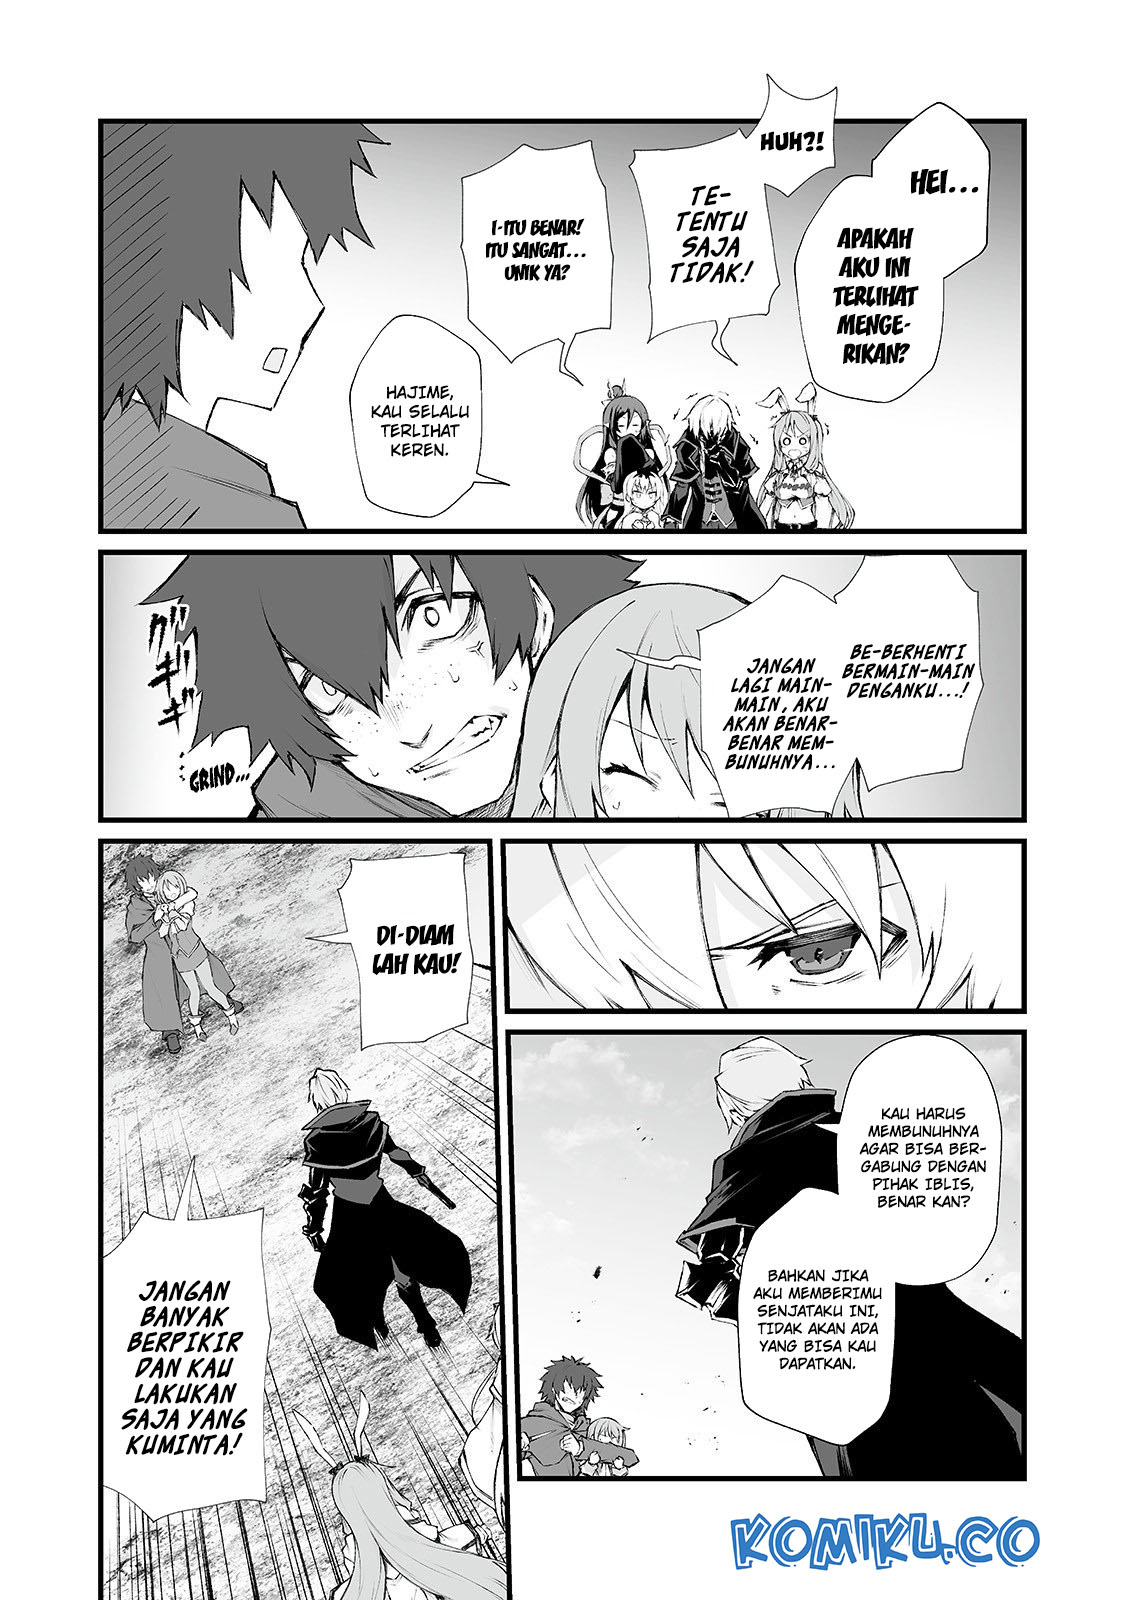 HEI...
APAKAH
AKU INI
TERLIHAT
MENGE-
RIKAN?
HUH?!
TE-
TENTU
SAJA
TIDAK!
I-ITU BENAR!
ITU SANGAT...
UNIK YA?
HAJIME,
KAU SELALU
TERLIHAT
KEREN.
BE-BERHENTI
BERMAIN-MAIN
DENGANKU...!
JANGAN
LAGI MAIN-
MAIN, AKU
AKAN BENAR-
BENAR MEM-
BUNUHNYA...
グギギギ
GRIND...
KAU HARUS
MEMBUNUHNYA
AGAR BISA BER-
GABUNG DENGAN
PIHAK IBLIS,
BENAR KAN?
BAHKAN JIKA
AKU MEMBERIMU
SENJATAKU INI,
TIDAK AKAN ADA
YANG BISA KAU
DAPATKAN.
DI-DIAM
LAH KAU!
JANGAN
BANYAK
BERPIKIR
DAN KAU
LAKUKAN
SAJA YANG
KUMINTA!
KOMIKU.CO